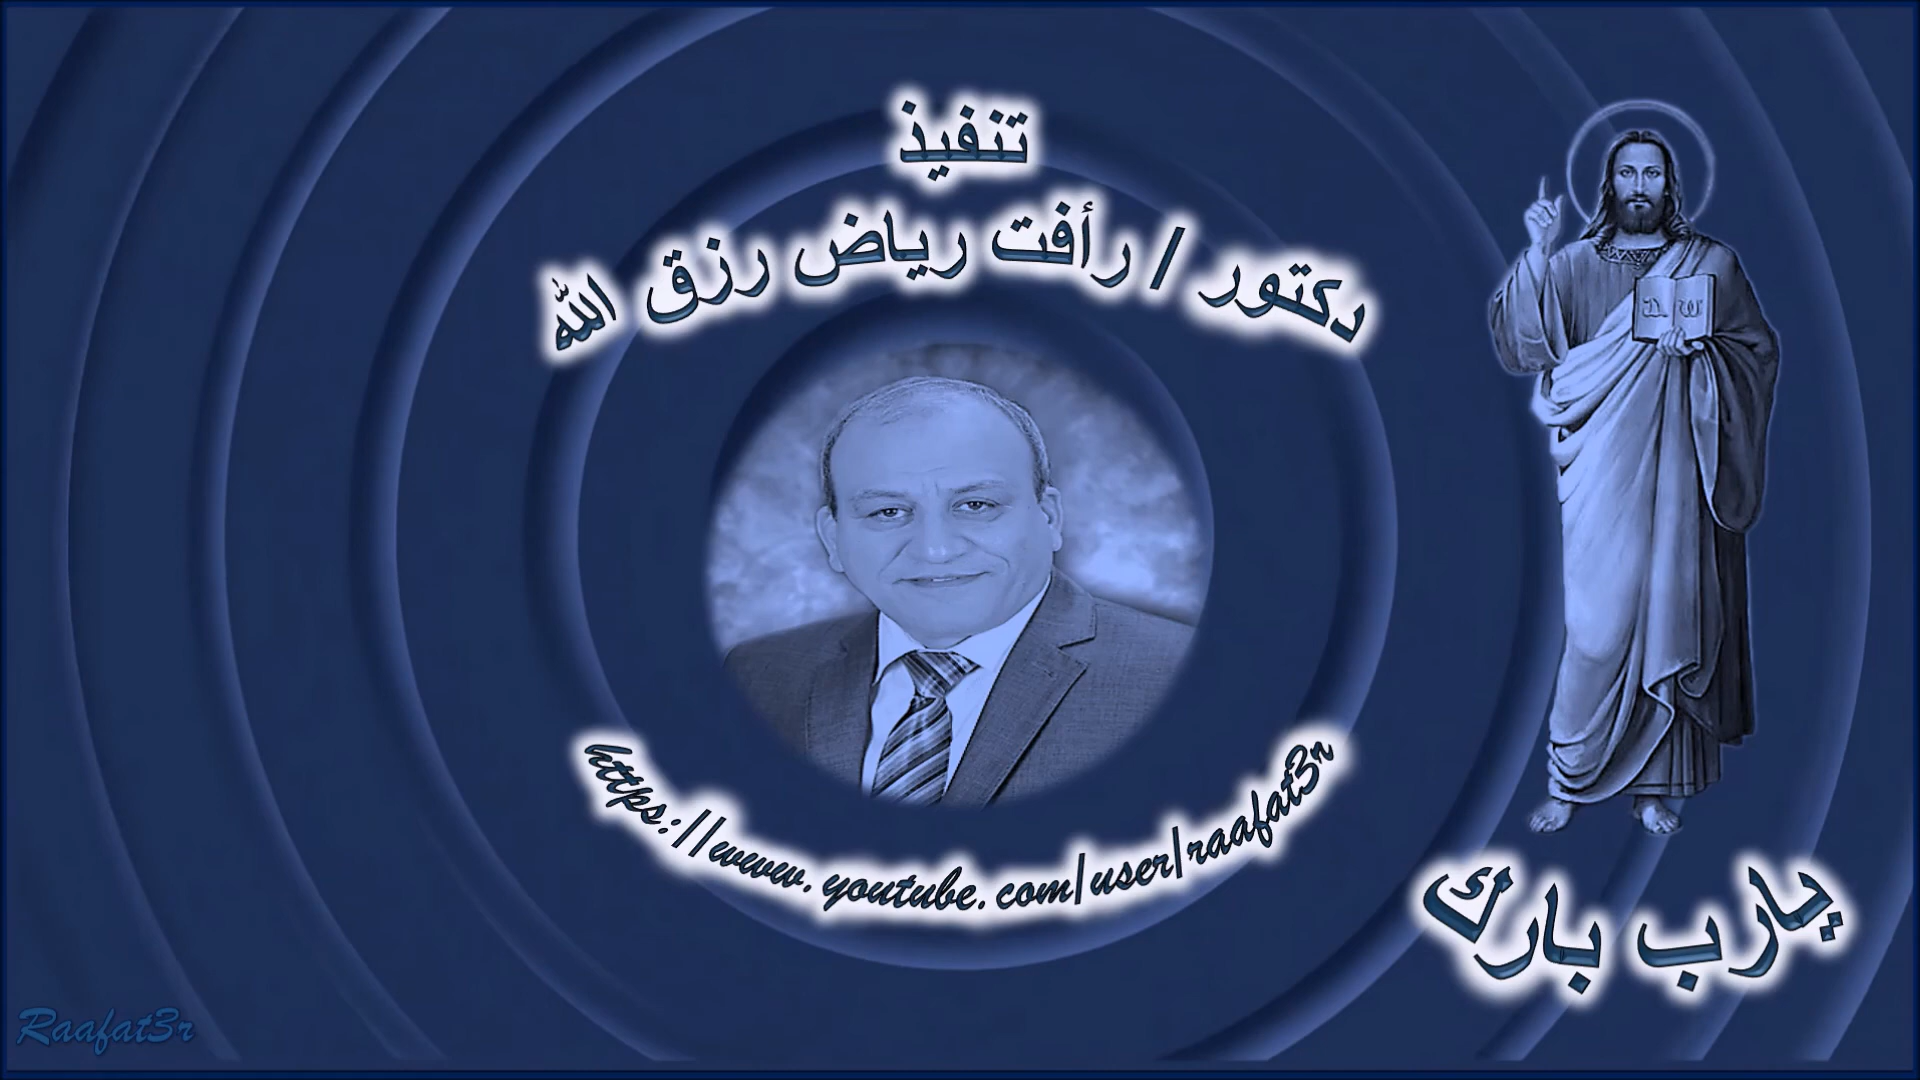 تنفيذ
دكتور / رأفت رياض رزق الله
https://www.youtube.com/user/raafat3r
يارب بارك
Raafat3r